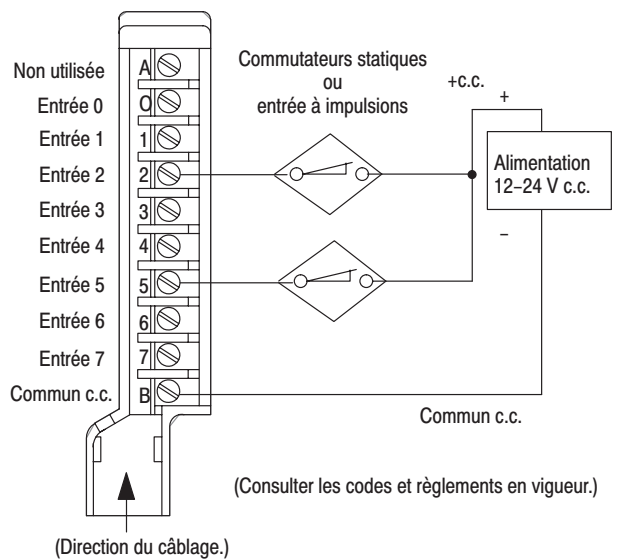 Non utilisée
Entrée 0
Entrée 1
Entrée 2
Entrée 3
Entrée 4
Entrée 5
Entrée 6
Entrée 7
Commun c.c.
A
O
1
2
3
4
5
6
7
B
Commutateurs statiques
ou
entrée à impulsions
+c.c.
+
Alimentation
12–24 V c.c.
–
Commun c.c.
(Consulter les codes et règlements en vigueur.)
(Direction du câblage.)